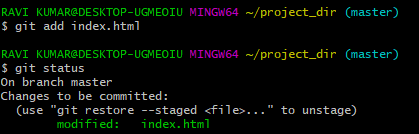 RAVI KUMAR@DESKTOP-UGMEOIU MINGW64 ~/project_dir (master)
$ git add index.html
RAVI KUMAR@DESKTOP-UGMEOIU MINGW64 ~/project_dir (master)
$ git status
On branch master
Changes to be committed:
(use "git restore --staged <file>..." to unstage)
modified: index.html